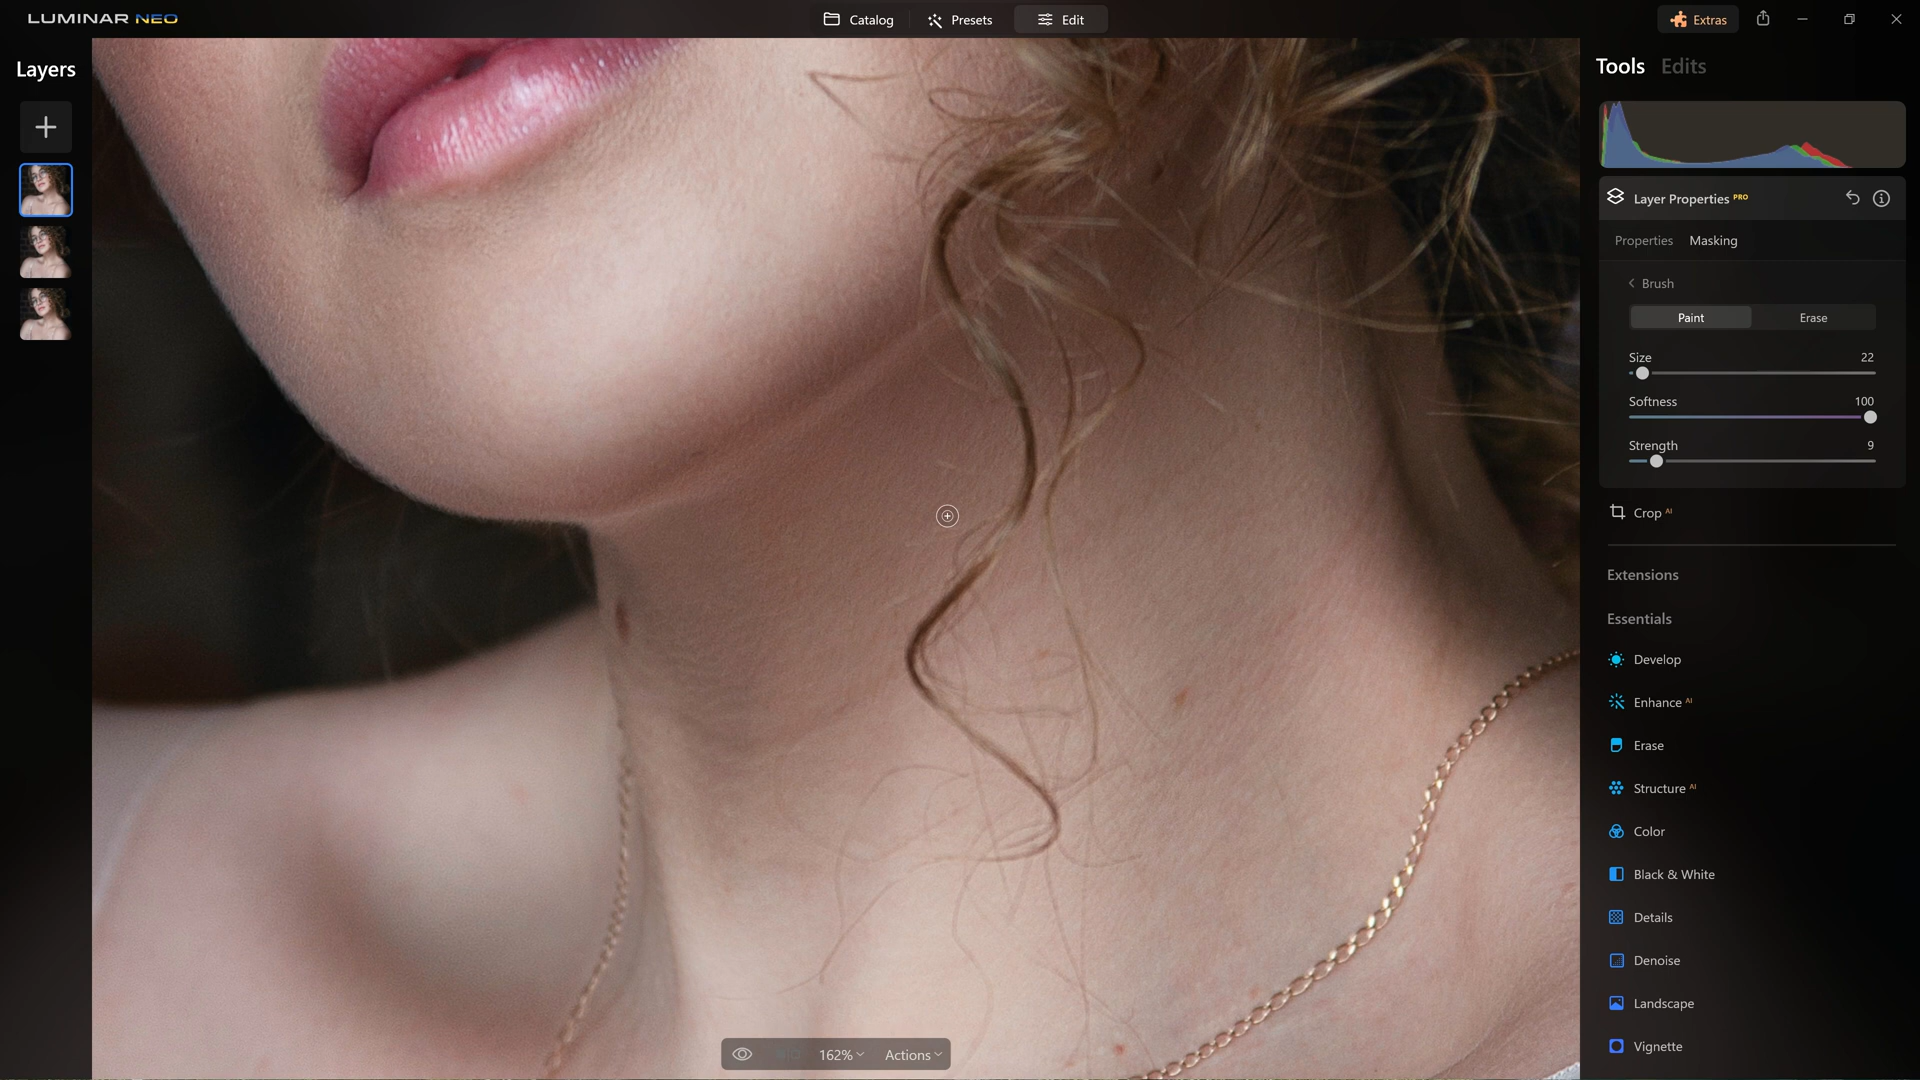 LUMINAR NEO
Catalog
Presets
Edit
Extras
Layers
Tools Edits
Layer Properties PRO
Properties Masking
Brush
Paint Erase
Size 22
Softness 100
Strength 9
Crop AI
Extensions
Essentials
Develop
Enhance AI
Erase
Structure AI
Color
Black & White
Details
Denoise
Landscape
Vignette
162% Actions